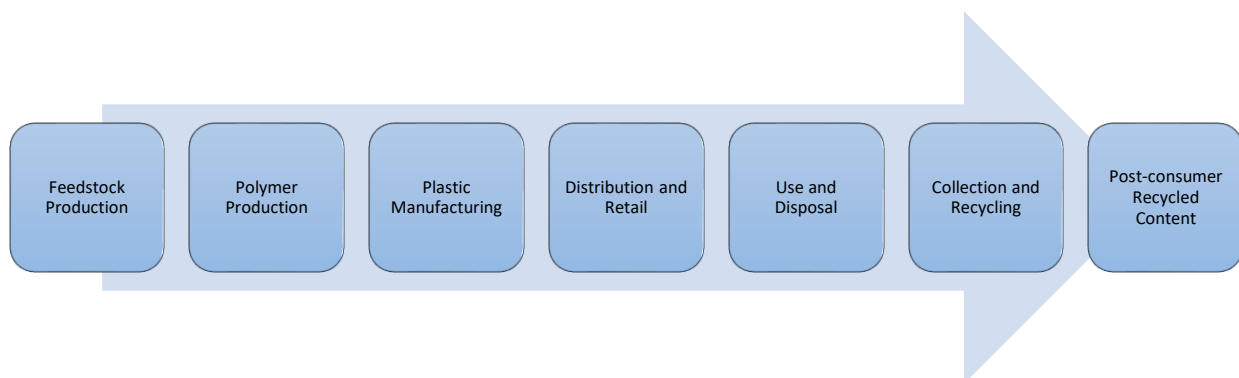 Feedstock
Production
Polymer
Production
Plastic
Manufacturing
Distribution and
Retail
Use and
Disposal
Collection and
Recycling
Post-consumer
Recycled
Content